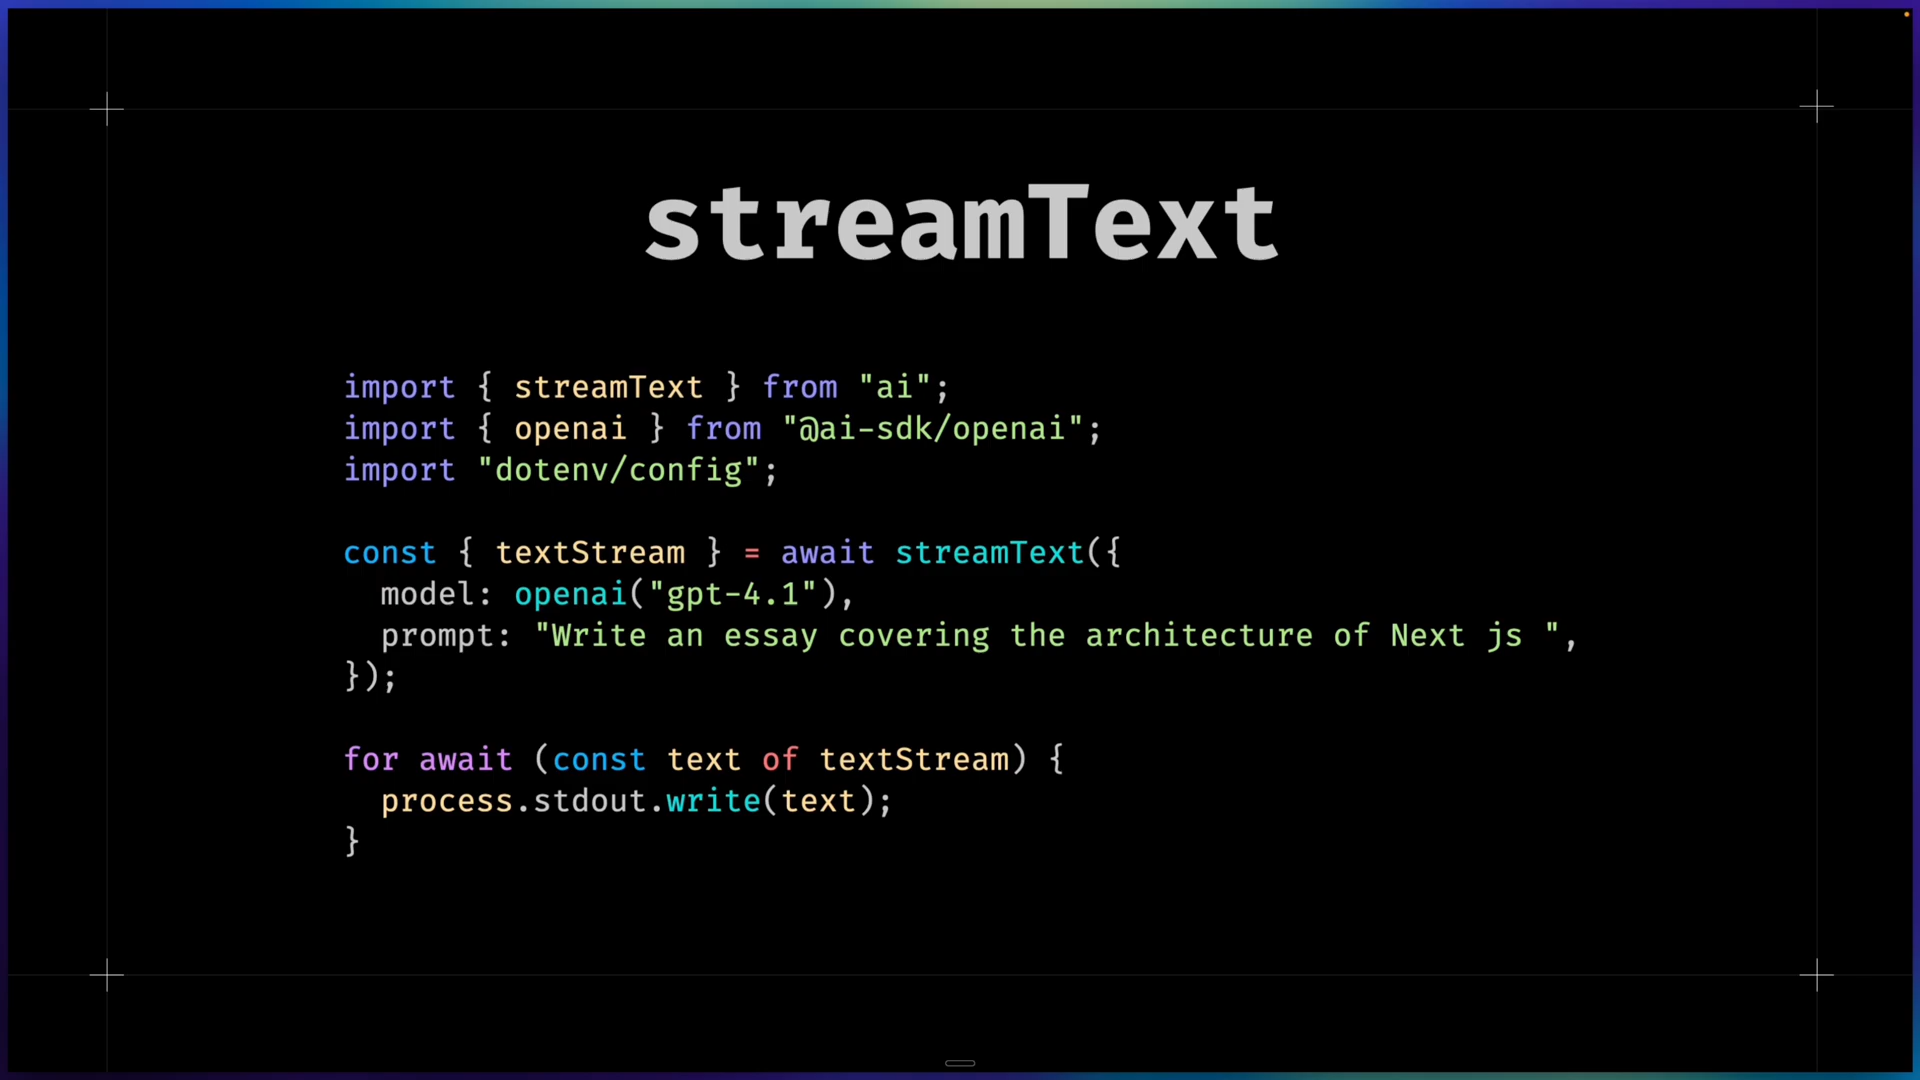 streamText
import { streamText } from "ai";
import { openai } from "@ai-sdk/openai";
import "dotenv/config";
const { textStream } = await streamText({
  model: openai("gpt-4.1"),
  prompt: "Write an essay covering the architecture of Next js ",
});
for await (const text of textStream) {
  process.stdout.write(text);
}